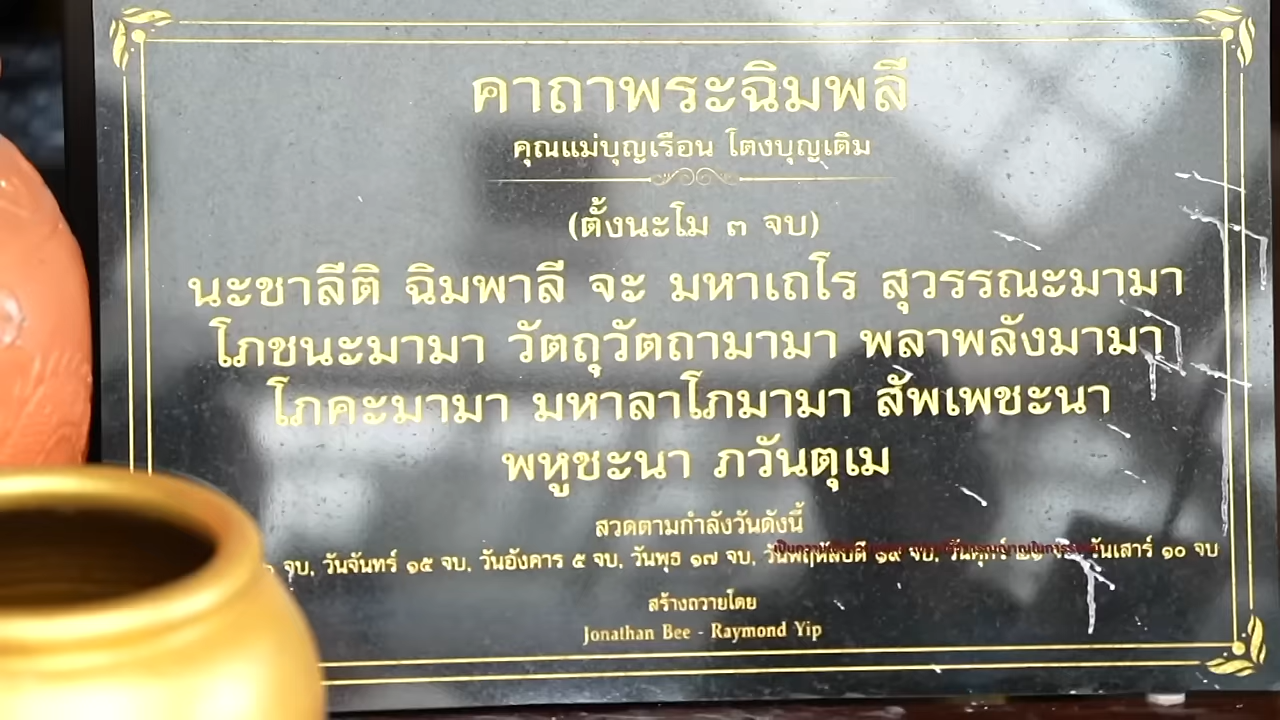 คาถาพระฉิมพลี
คุณแม่บุญเรือน โตงบุญเติม
(ตั้งนะโม ๓ จบ)
นะชาลีติ ฉิมพาลี จะ มหาเถโร สุวรรณะมามา
โภชนะมามา วัตถุวัตถามามา พลาพลังมามา
โภคะมามา มหาลาโภมามา สัพเพชะนา
พหูชะนา ภวันตุเม
สวดตามกำลังวันดังนี้
จบ, วันจันทร์ ๑๕ จบ, วันอังคาร ๕ จบ, วันพุธ ๑๗ จบ, วันพฤหัสบดี ๑๙ จบ, วันศุกร์ ๒๑ จบ, วันเสาร์ ๑๐ จบ
สร้างถวายโดย
Jonathan Bee - Raymond Yip